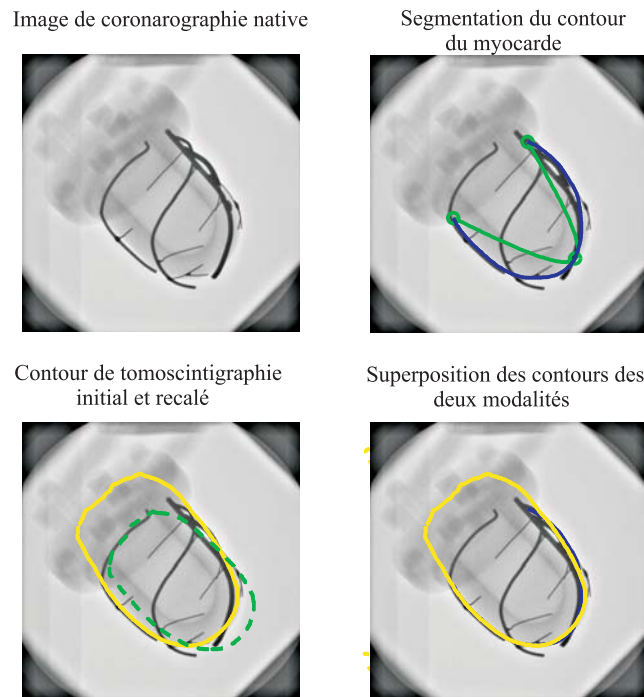 Image de coronarographie native
Segmentation du contour
du myocarde
Contour de tomoscintigraphie
initial et recalé
Superposition des contours des
deux modalités